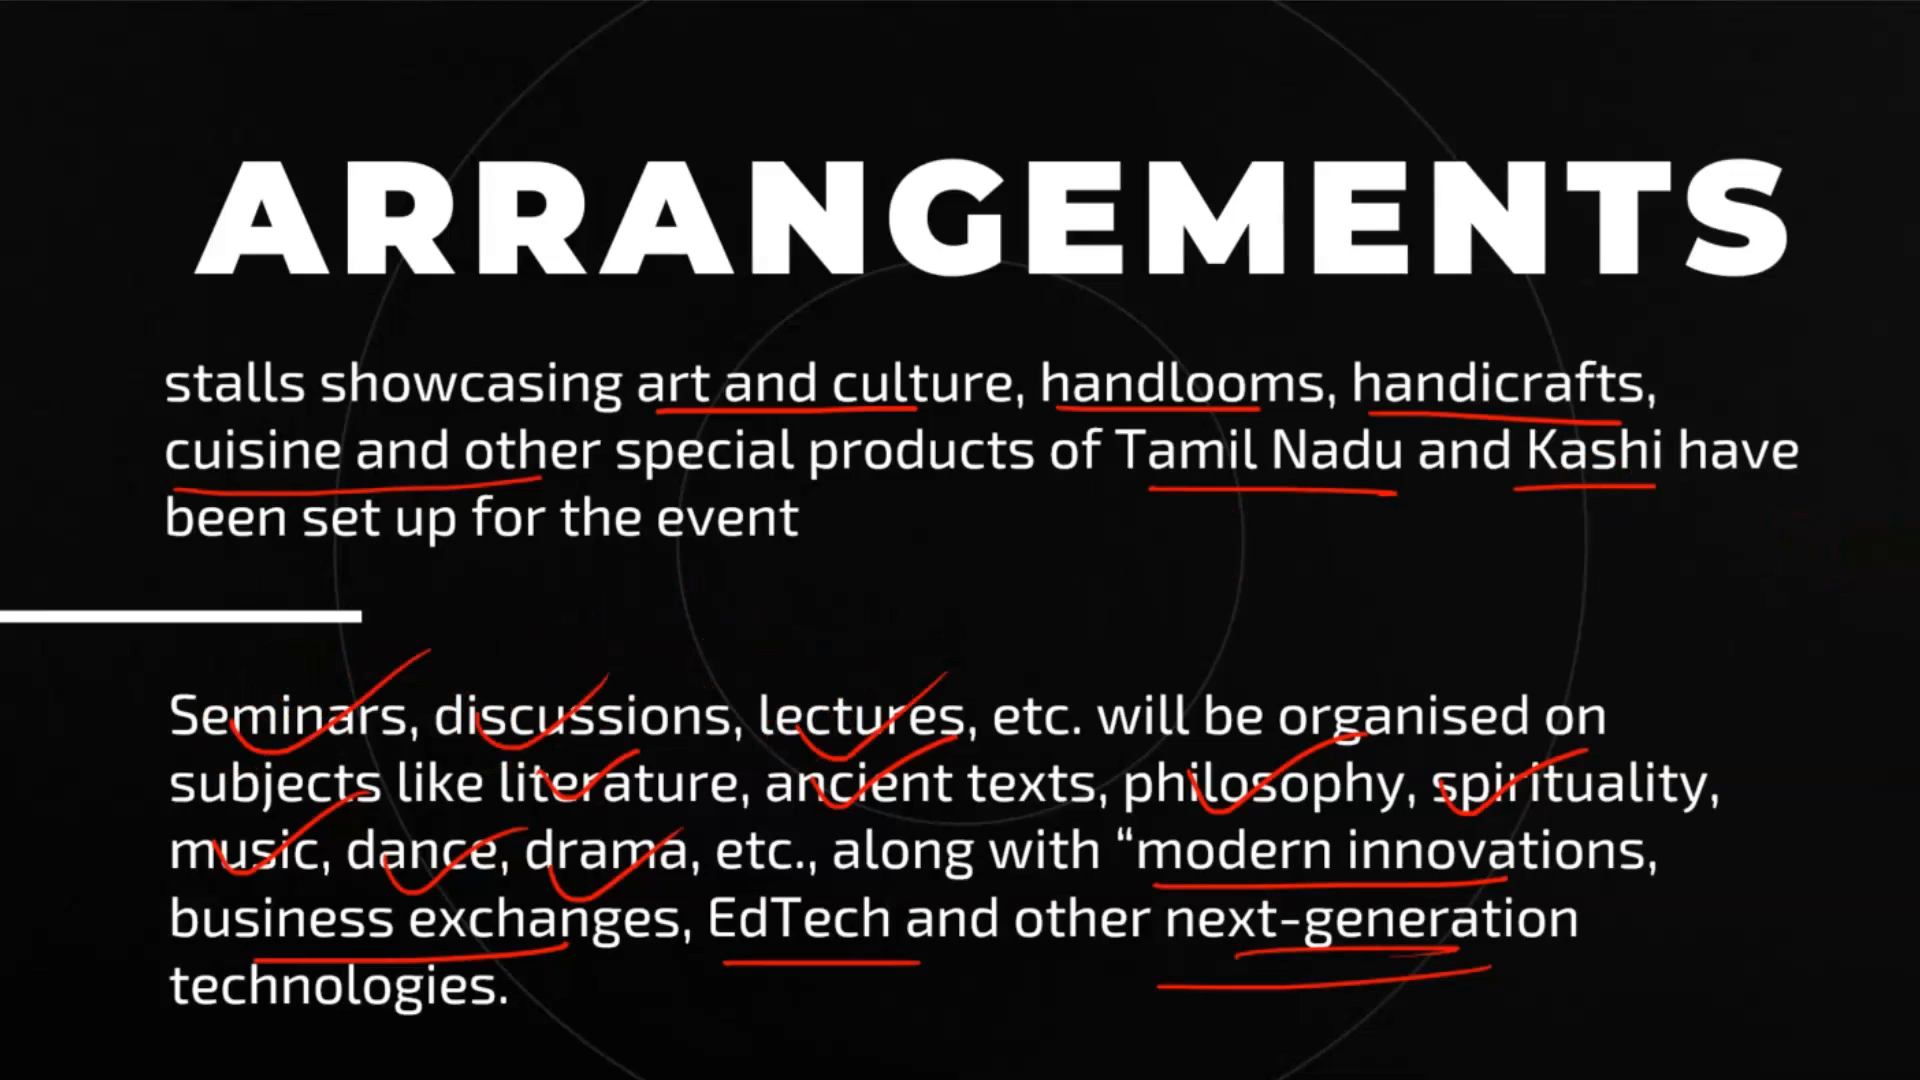 ARRANGEMENTS
stalls showcasing art and culture, handlooms, handicrafts,
cuisine and other special products of Tamil Nadu and Kashi have
been set up for the event
Seminars, discussions, lectures, etc. will be organised on
subjects like literature, ancient texts, philosophy, spirituality,
music, dance, drama, etc., along with “modern innovations,
business exchanges, EdTech and other next-generation
technologies.